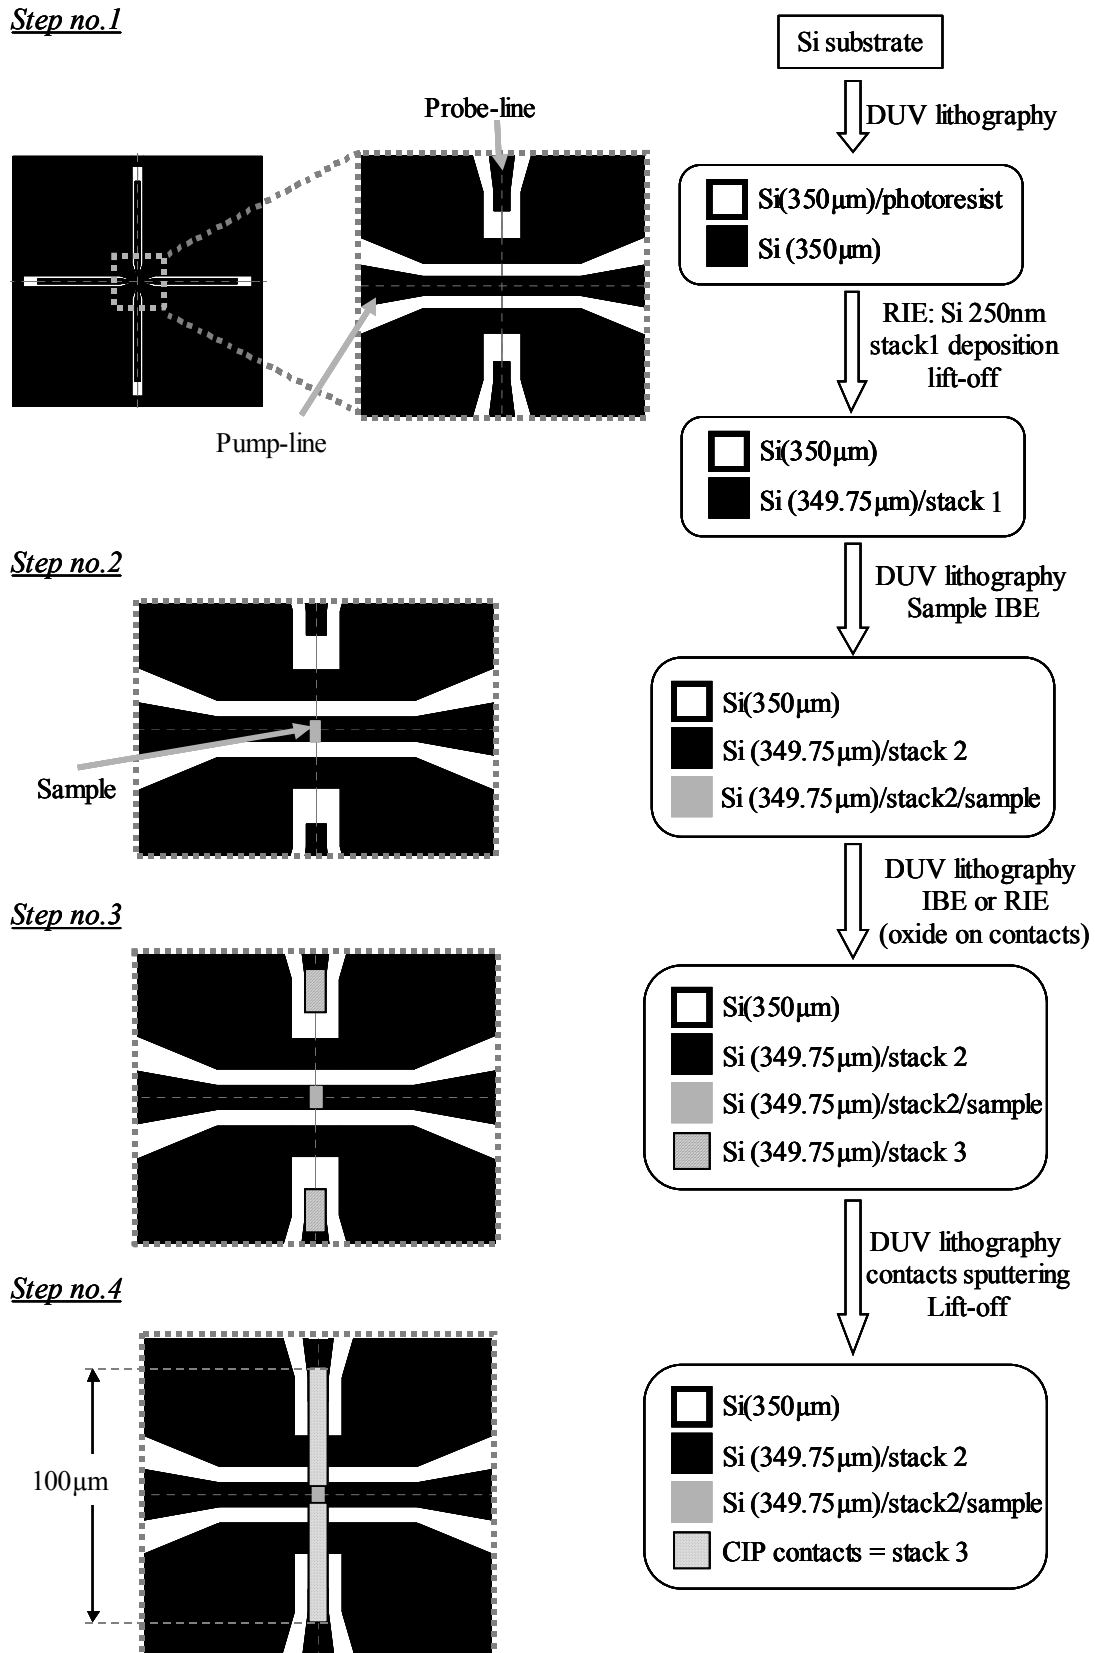 Step no.1
Si substrate
DUV lithography
Probe-line
Pump-line
Si(350μm)/photoresist
Si (350μm)
RIE: Si 250nm
stack1 deposition
lift-off
Si(350μm)
Si (349.75μm)/stack 1
Step no.2
DUV lithography
Sample IBE
Sample
Si(350μm)
Si (349.75μm)/stack 2
Si (349.75μm)/stack2/sample
DUV lithography
IBE or RIE
(oxide on contacts)
Step no.3
Si(350μm)
Si (349.75μm)/stack 2
Si (349.75μm)/stack2/sample
Si (349.75μm)/stack 3
DUV lithography
contacts sputtering
Lift-off
Step no.4
100μm
Si(350μm)
Si (349.75μm)/stack 2
Si (349.75μm)/stack2/sample
CIP contacts = stack 3